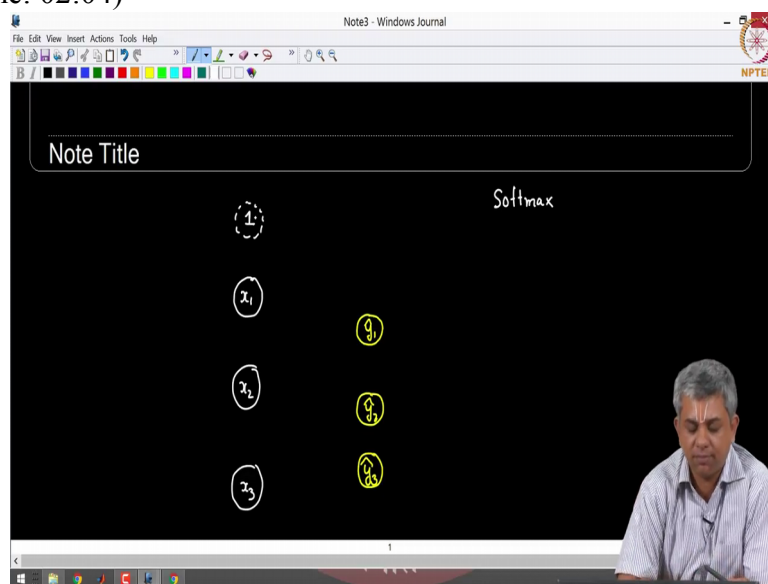 Note3 - Windows Journal
File Edit View Insert Actions Tools Help
NPTEL
B I
Note Title
Softmax
1
x₁
ŷ₁
x₂
ŷ₂
ŷ₃
x₃
1